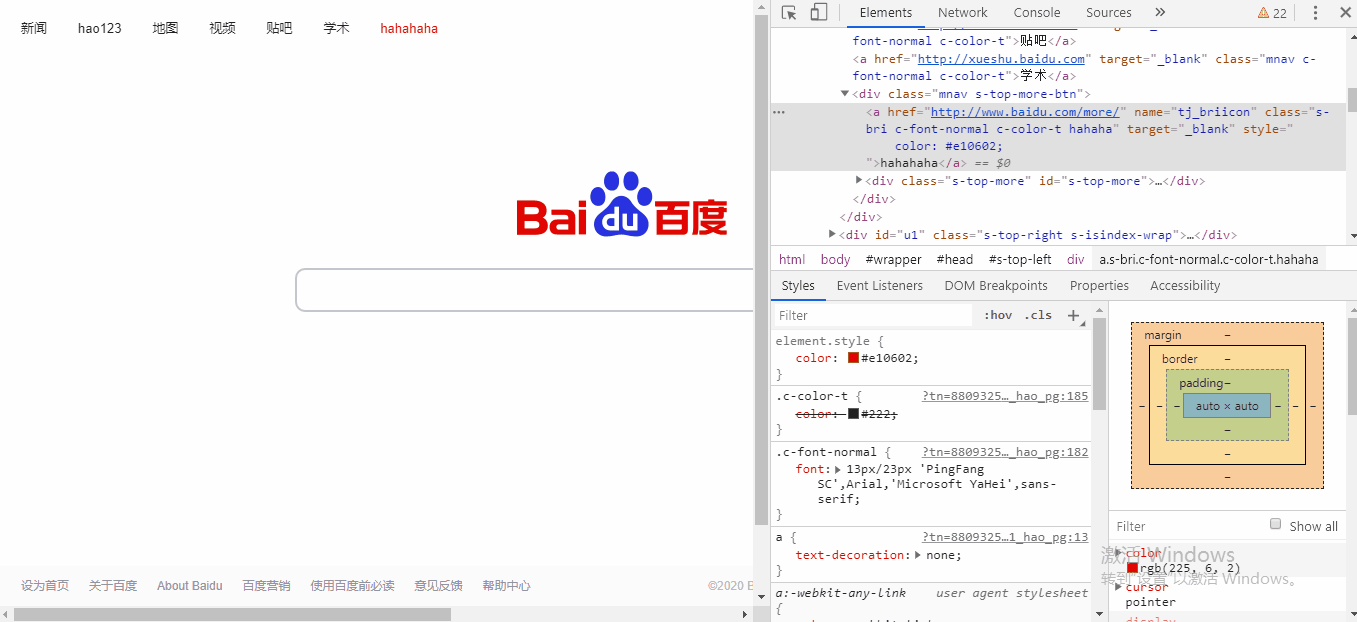 新闻 hao123 地图 视频 贴吧 学术 hahahaha
Bai du 百度
设为首页 关于百度 About Baidu 百度营销 使用百度前必读 意见反馈 帮助中心 ©2020 B
Elements Network Console Sources » 22
font-normal c-color-t">贴吧</a>
<a href="http://xueshu.baidu.com" target="_blank" class="mnav c-
font-normal c-color-t">学术</a>
▼<div class="mnav s-top-more-btn">
<a href="http://www.baidu.com/more/" name="tj_briicon" class="s-
bri c-font-normal c-color-t hahaha" target="_blank" style="
color: #e10602;
">hahahaha</a> == $0
▶<div class="s-top-more" id="s-top-more">…</div>
</div>
</div>
▶<div id="u1" class="s-top-right s-isindex-wrap">…</div>
html body #wrapper #head #s-top-left div a.s-bri.c-font-normal.c-color-t.hahaha
Styles Event Listeners DOM Breakpoints Properties Accessibility
Filter :hov .cls +
element.style {
color: #e10602;
}
.c-color-t { ?tn=8809325…_hao_pg:185
color: #222;
}
.c-font-normal { ?tn=8809325…_hao_pg:182
font:▶13px/23px 'PingFang
SC',Arial,'Microsoft YaHei',sans-
serif;
}
a { ?tn=8809325…1_hao_pg:13
text-decoration:▶none;
}
a:-webkit-any-link user agent stylesheet
{
margin –
border –
padding –
– – – auto × auto – – –
–
–
–
Filter Show all
▶color
rgb(225, 6, 2)
▶cursor
pointer
display
激活 Windows
转到"设置"以激活 Windows。